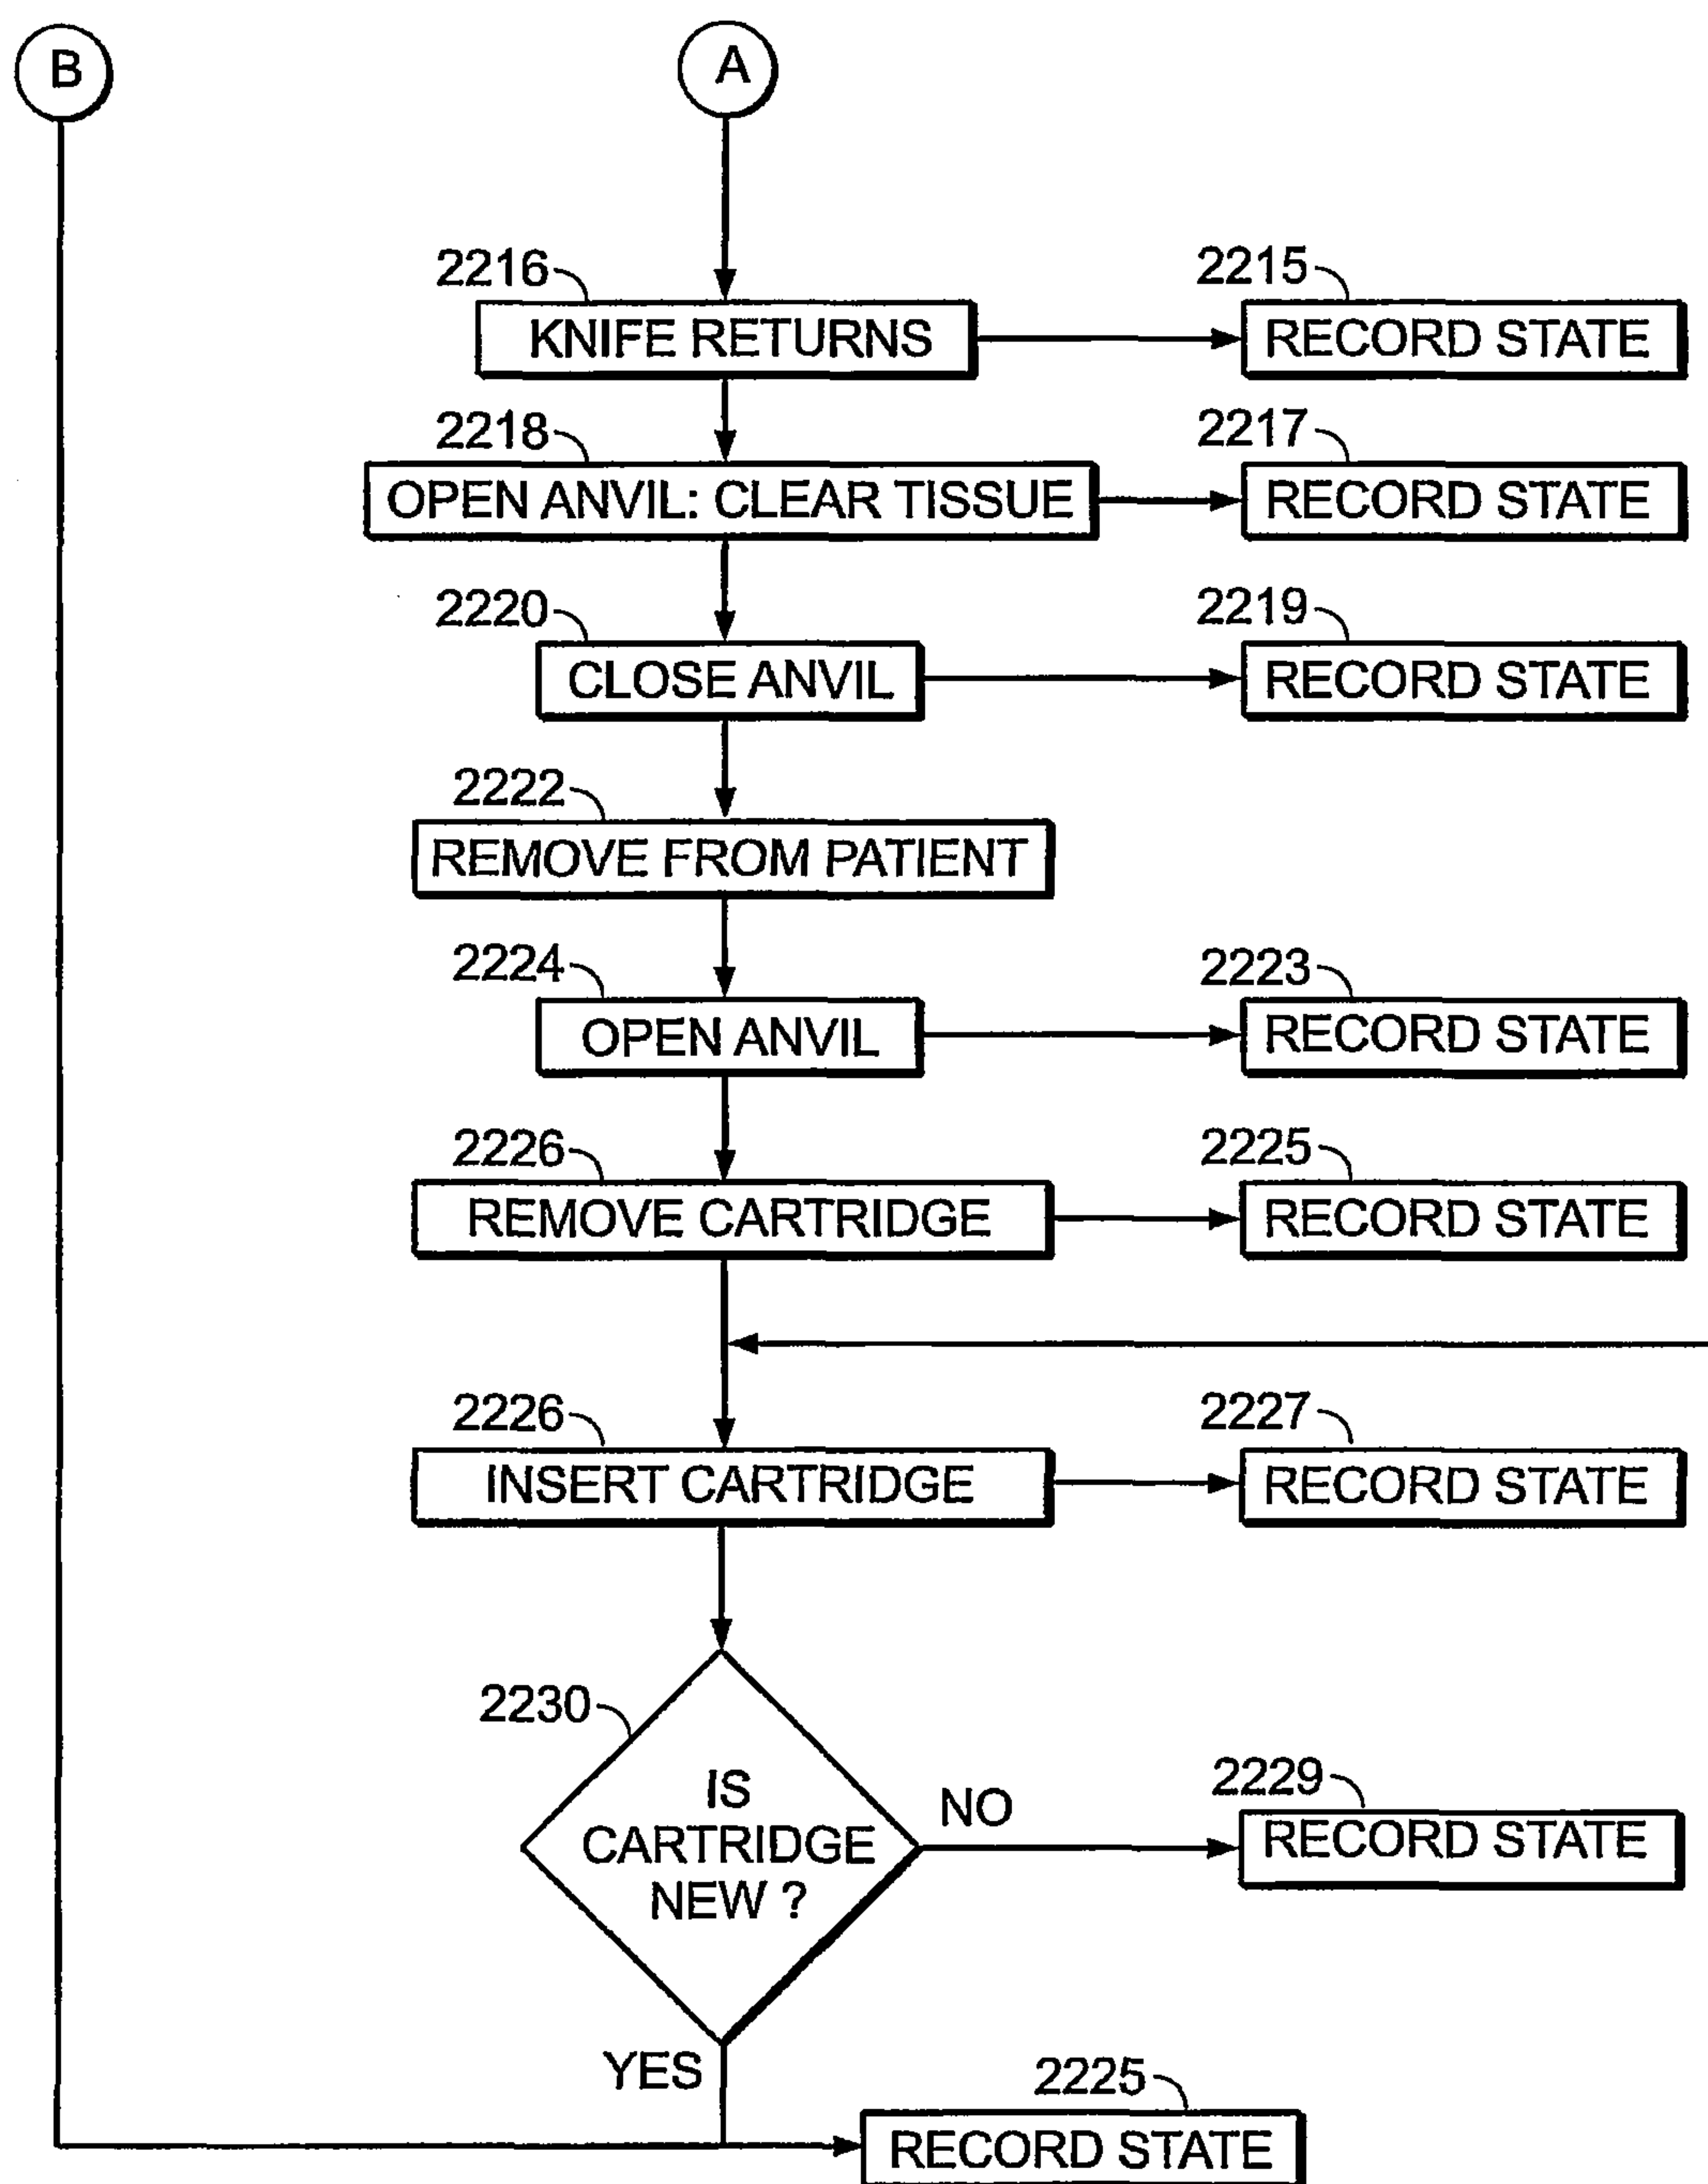 B
A
2216
KNIFE RETURNS
2215
RECORD STATE
2218
OPEN ANVIL: CLEAR TISSUE
2217
RECORD STATE
2220
CLOSE ANVIL
2219
RECORD STATE
2222
REMOVE FROM PATIENT
2224
OPEN ANVIL
2223
RECORD STATE
2226
REMOVE CARTRIDGE
2225
RECORD STATE
2226
INSERT CARTRIDGE
2227
RECORD STATE
2230
IS
CARTRIDGE
NEW ?
NO
2229
RECORD STATE
YES
2225
RECORD STATE